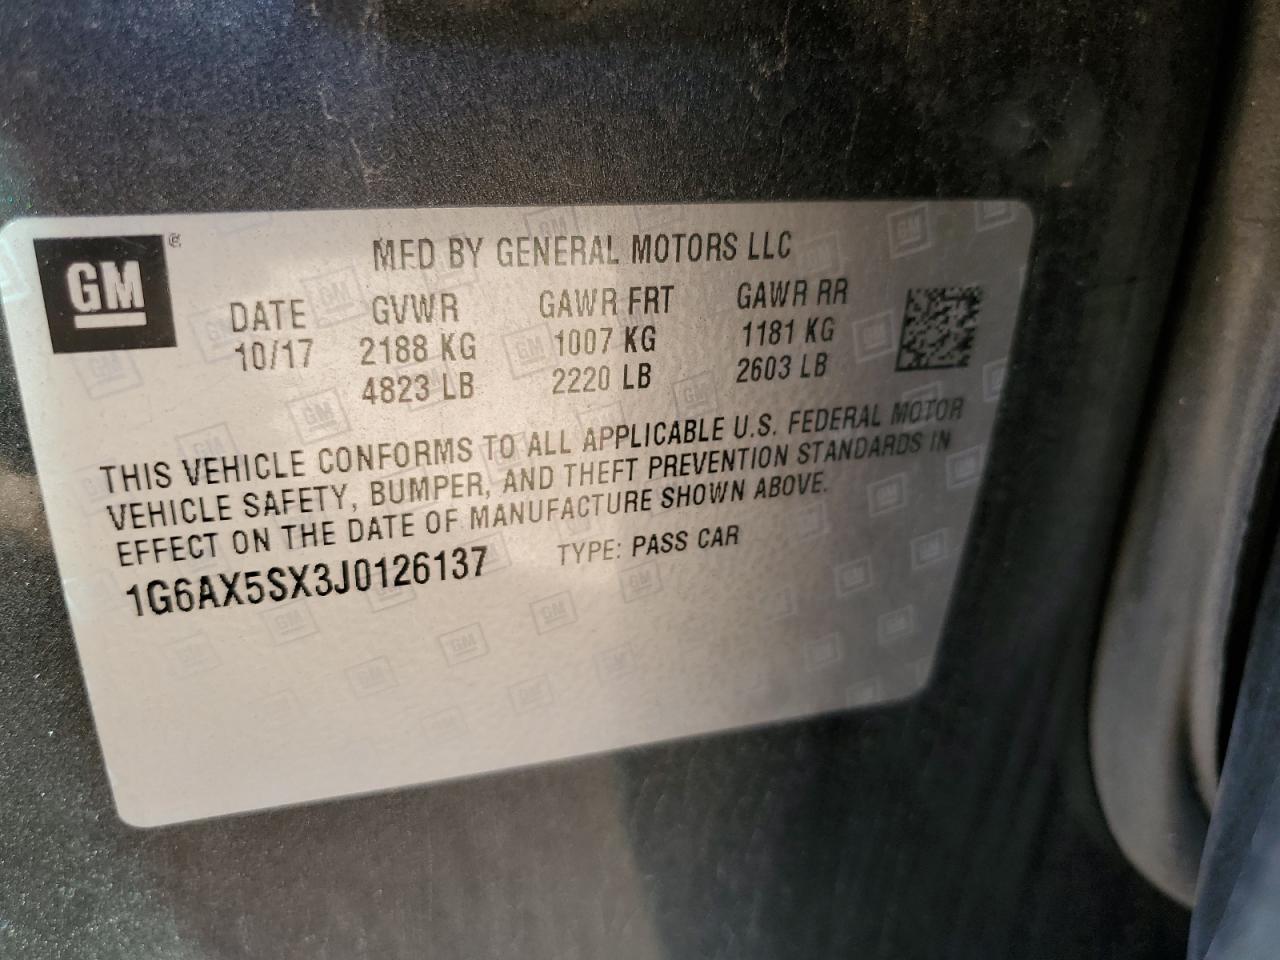 GM
MFD BY GENERAL MOTORS LLC
DATE GVWR GAWR FRT GAWR RR
10/17 2188 KG 1007 KG 1181 KG
4823 LB 2220 LB 2603 LB
THIS VEHICLE CONFORMS TO ALL APPLICABLE U.S. FEDERAL MOTOR
VEHICLE SAFETY, BUMPER, AND THEFT PREVENTION STANDARDS IN
EFFECT ON THE DATE OF MANUFACTURE SHOWN ABOVE.
1G6AX5SX3J0126137 TYPE: PASS CAR